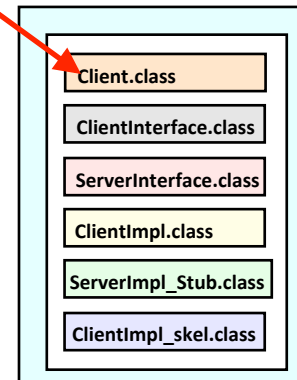 Client.class
ClientInterface.class
ServerInterface.class
ClientImpl.class
ServerImpl_Stub.class
ClientImpl_skel.class